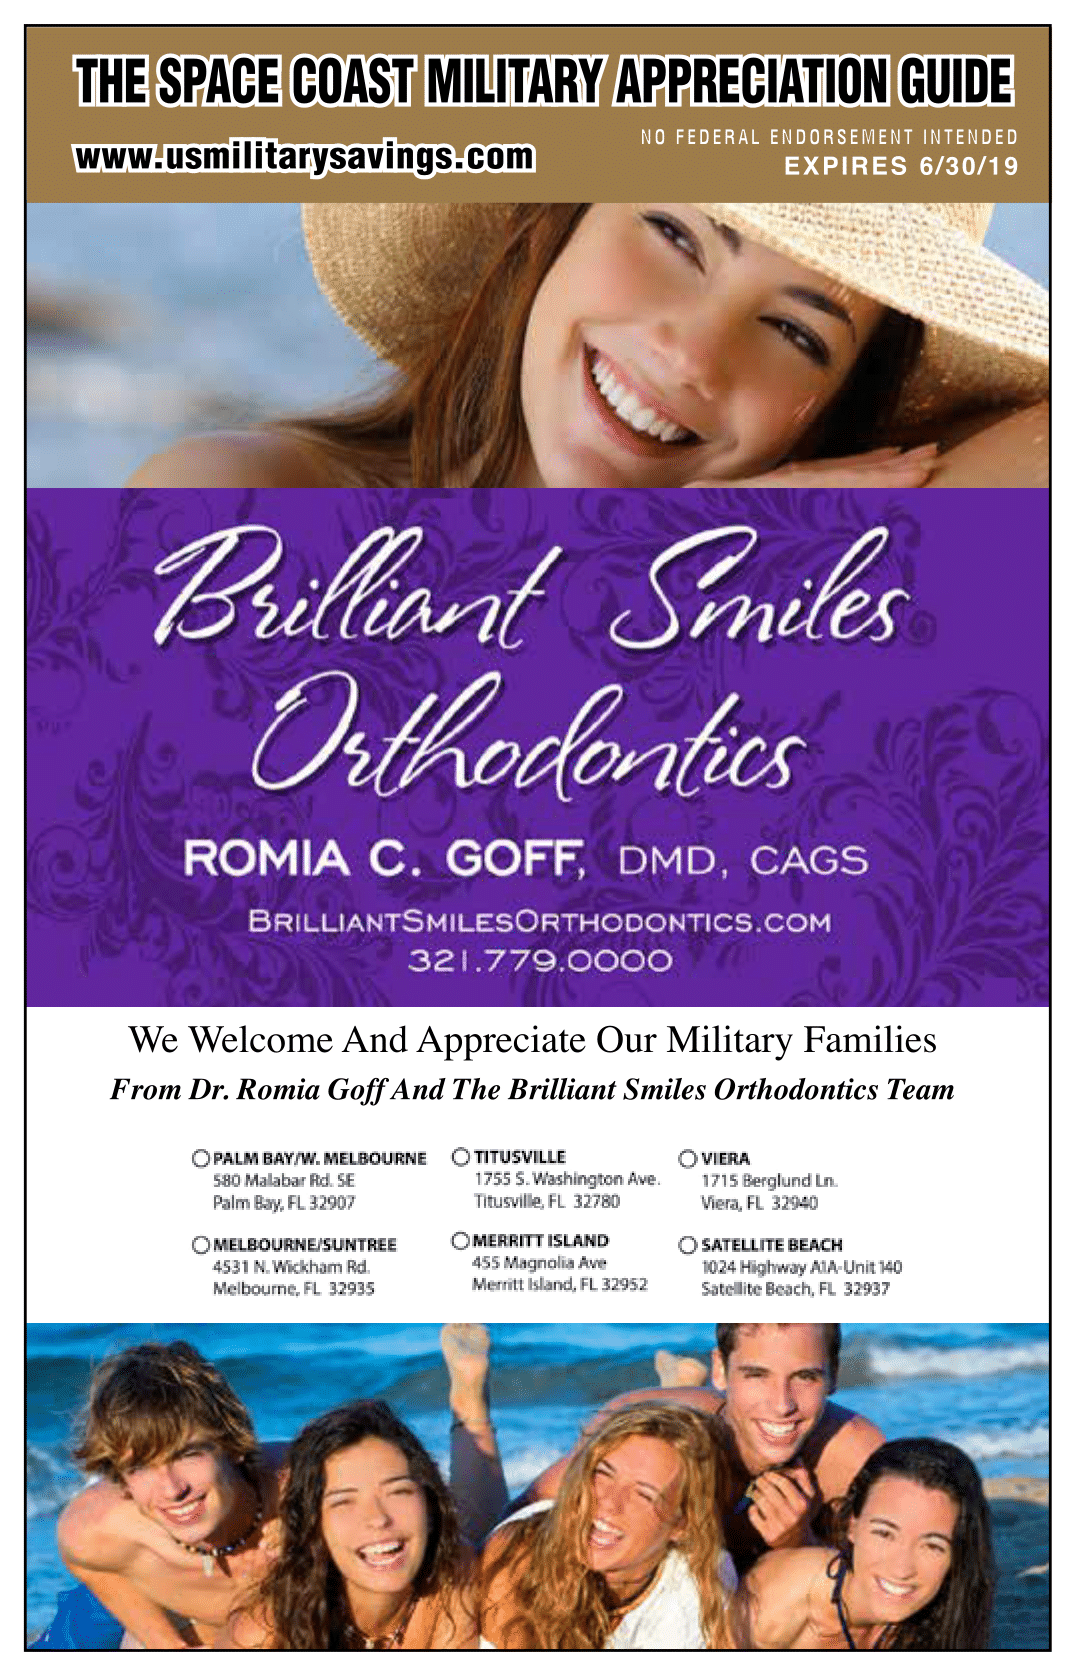 THE SPACE COAST MILITARY APPRECIATION GUIDE
www.usmilitarysavings.com
NO FEDERAL ENDORSEMENT INTENDED
EXPIRES 6/30/19
Brilliant Smiles
Orthodontics
ROMIA C. GOFF, DMD, CAGS
BRILLIANTSMILESORTHODONTICS.COM
321.779.0000
We Welcome And Appreciate Our Military Families
From Dr. Romia Goff And The Brilliant Smiles Orthodontics Team
PALM BAY/W. MELBOURNE
580 Malabar Rd. SE
Palm Bay, FL 32907
TITUSVILLE
1755 S. Washington Ave.
Titusville, FL 32780
VIERA
1715 Berglund Ln.
Viera, FL 32940
MELBOURNE/SUNTREE
4531 N. Wickham Rd.
Melbourne, FL 32935
MERRITT ISLAND
455 Magnolia Ave
Merritt Island, FL 32952
SATELLITE BEACH
1024 Highway A1A-Unit 140
Satellite Beach, FL 32937